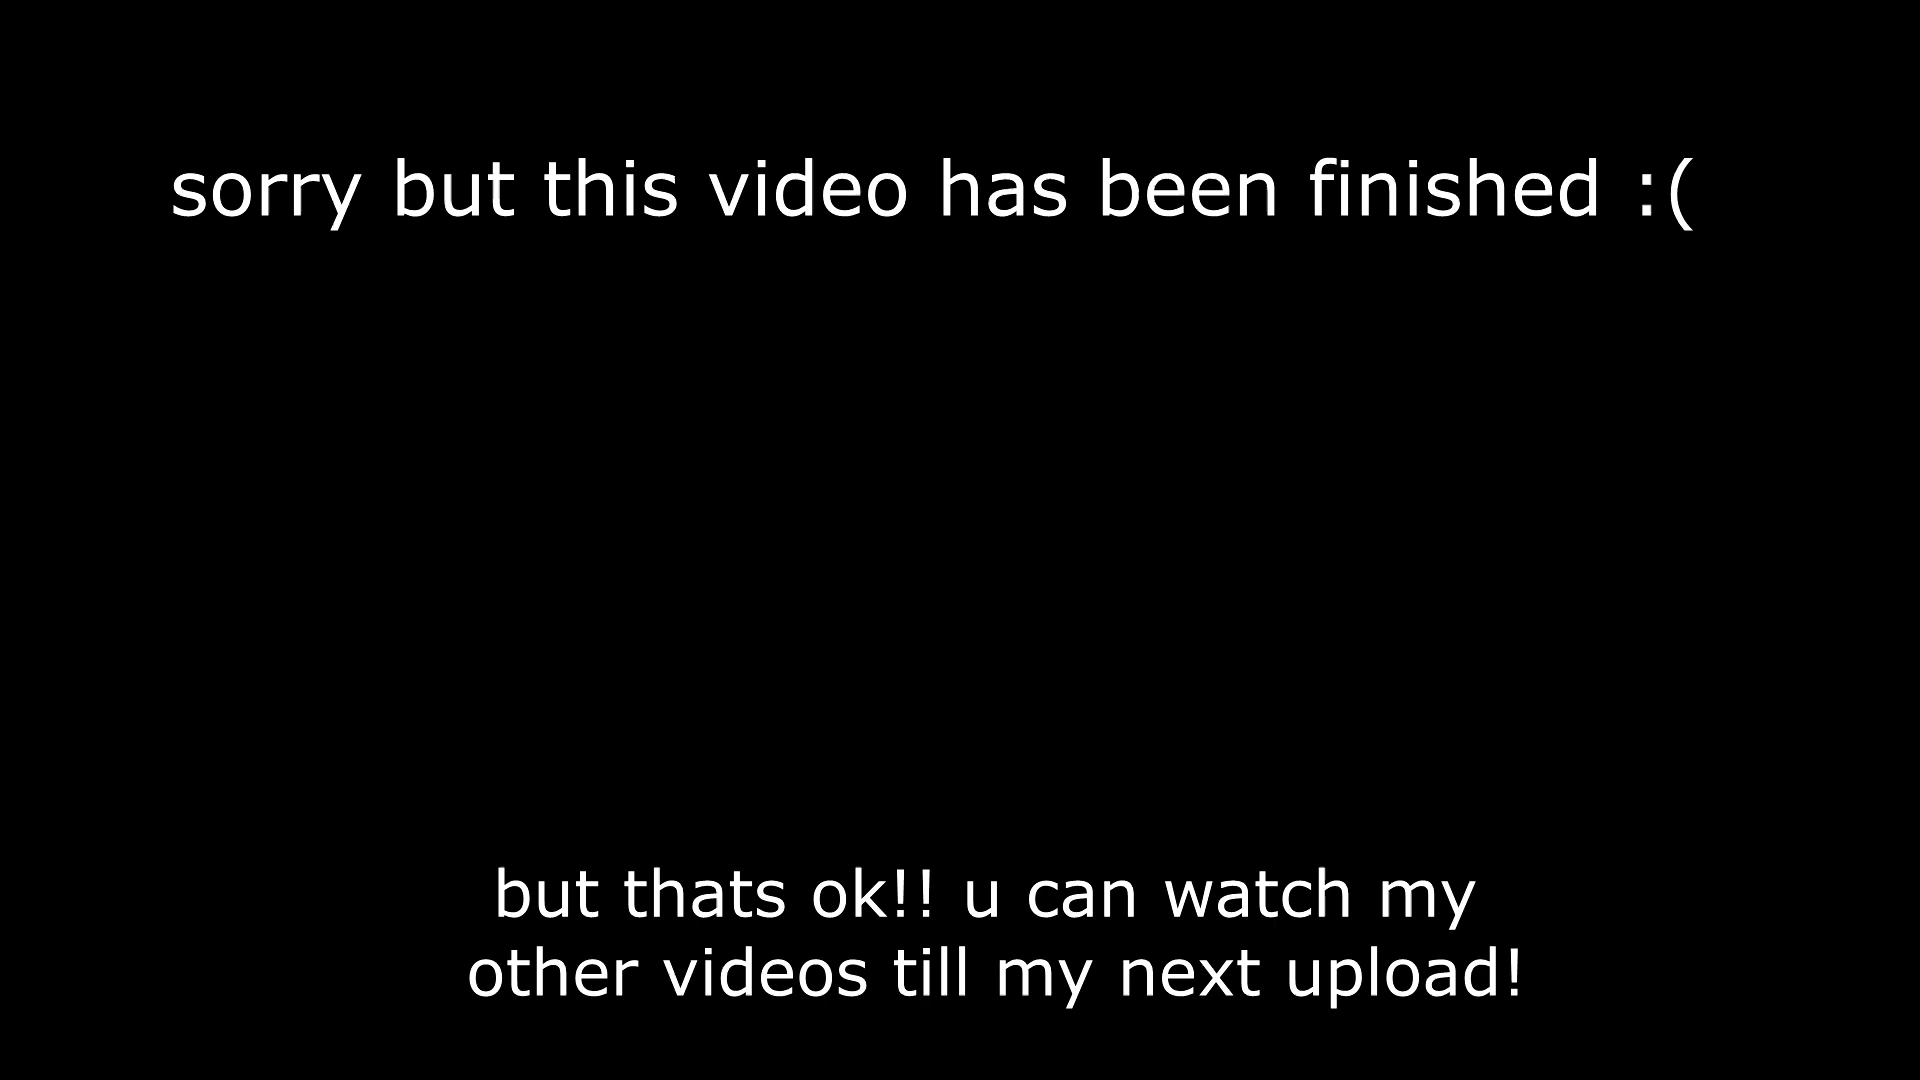 sorry but this video has been finished :(
but thats ok!! u can watch my
other videos till my next upload!